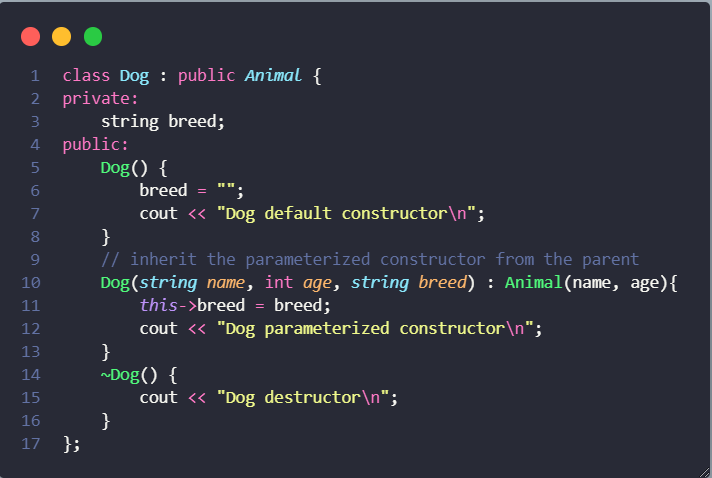 1 class Dog : public Animal {
2 private:
3     string breed;
4 public:
5     Dog() {
6         breed = "";
7         cout << "Dog default constructor\n";
8     }
9     // inherit the parameterized constructor from the parent
10     Dog(string name, int age, string breed) : Animal(name, age){
11         this->breed = breed;
12         cout << "Dog parameterized constructor\n";
13     }
14     ~Dog() {
15         cout << "Dog destructor\n";
16     }
17 };